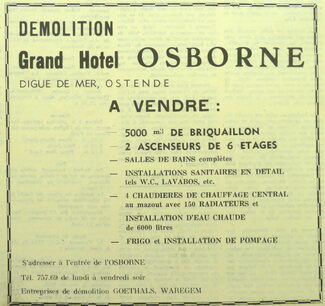 DEMOLITION
Grand Hotel OSBORNE
DIGUE DE MER, OSTENDE
A VENDRE :
— 5000 m3 DE BRIQUAILLON
— 2 ASCENSEURS DE 6 ETAGES
— SALLES DE BAINS complètes
— INSTALLATIONS SANITAIRES EN DETAIL
tels W.C., LAVABOS, etc.
— 4 CHAUDIERES DE CHAUFFAGE CENTRAL
au mazout avec 150 RADIATEURS et
INSTALLATION D'EAU CHAUDE
de 6000 litres
— FRIGO et INSTALLATION DE POMPAGE
S'adresser à l'entrée de l'OSBORNE
Tél. 757.69 de lundi à vendredi soir
Entreprises de démolition GOETHALS, WAREGEM